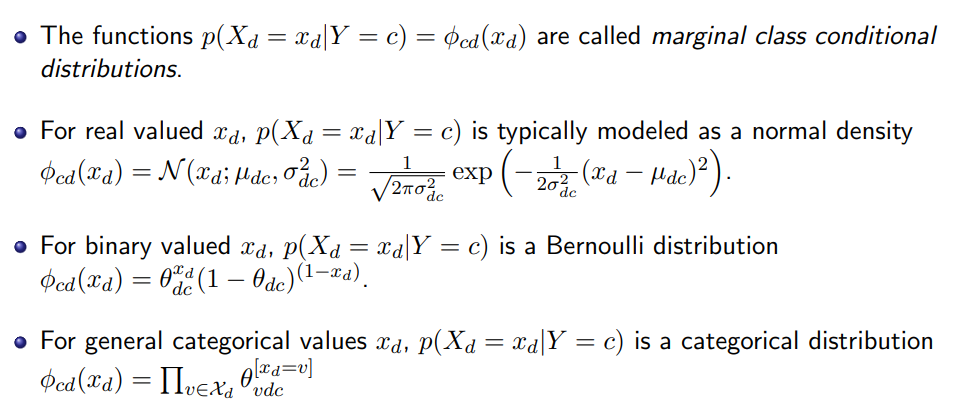 • The functions p(X_d = x_d|Y = c) = ϕ_cd(x_d) are called marginal class conditional
distributions.
• For real valued x_d, p(X_d = x_d|Y = c) is typically modeled as a normal density
ϕ_cd(x_d) = 𝒩(x_d; μ_dc, σ²_dc) = \frac{1}{\sqrt{2πσ²_dc}} exp(−\frac{1}{2σ²_dc}(x_d − μ_dc)²).
• For binary valued x_d, p(X_d = x_d|Y = c) is a Bernoulli distribution
ϕ_cd(x_d) = θ_dc^{x_d}(1 − θ_dc)^{(1−x_d)}.
• For general categorical values x_d, p(X_d = x_d|Y = c) is a categorical distribution
ϕ_cd(x_d) = ∏_{v∈𝒳_d} θ_vdc^{[x_d=v]}